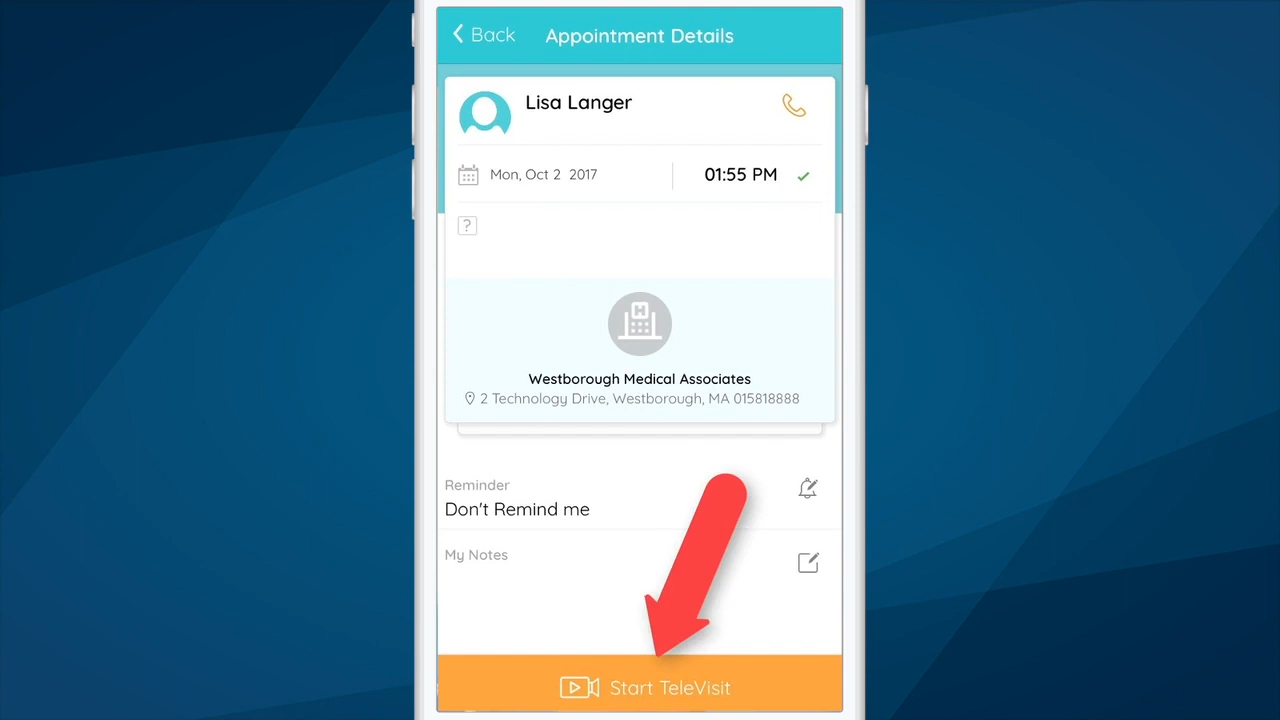 Back Appointment Details
Lisa Langer
Mon, Oct 2 2017 01:55 PM
?
H
Westborough Medical Associates
2 Technology Drive, Westborough, MA 015818888
Reminder
Don't Remind me
My Notes
Start TeleVisit